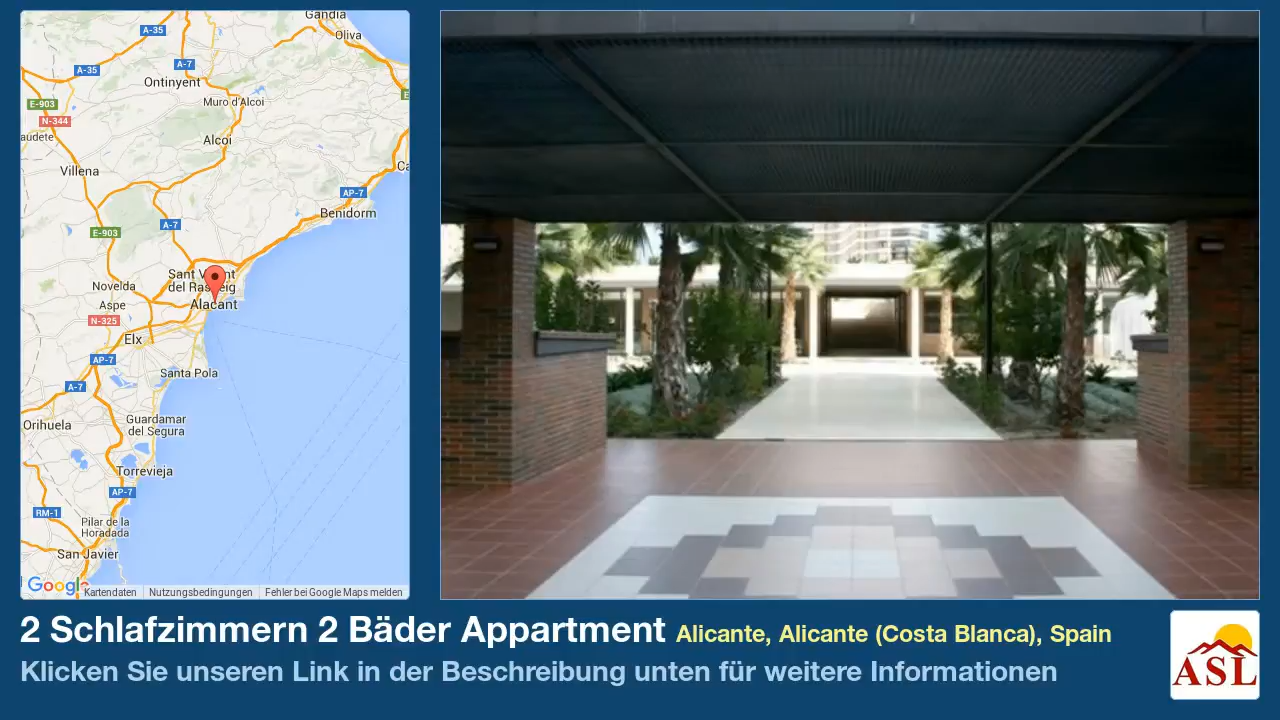 Gandia
A-35
Oliva
A-7
A-35
Ontinyent
E-903
Muro d'Alcoi
N-344
audete
Alcoi
Villena
Ca
AP-7
Benidorm
A-7
E-903
Sant Vicent
del Raspeig
Novelda
Aspe
Alacant
N-325
Elx
AP-7
Santa Pola
A-7
Guardamar
del Segura
Orihuela
Torrevieja
AP-7
RM-1
Pilar de la
Horadada
San Javier
Google
Kartendaten Nutzungsbedingungen Fehler bei Google Maps melden
2 Schlafzimmern 2 Bäder Appartment Alicante, Alicante (Costa Blanca), Spain
Klicken Sie unseren Link in der Beschreibung unten für weitere Informationen
ASL